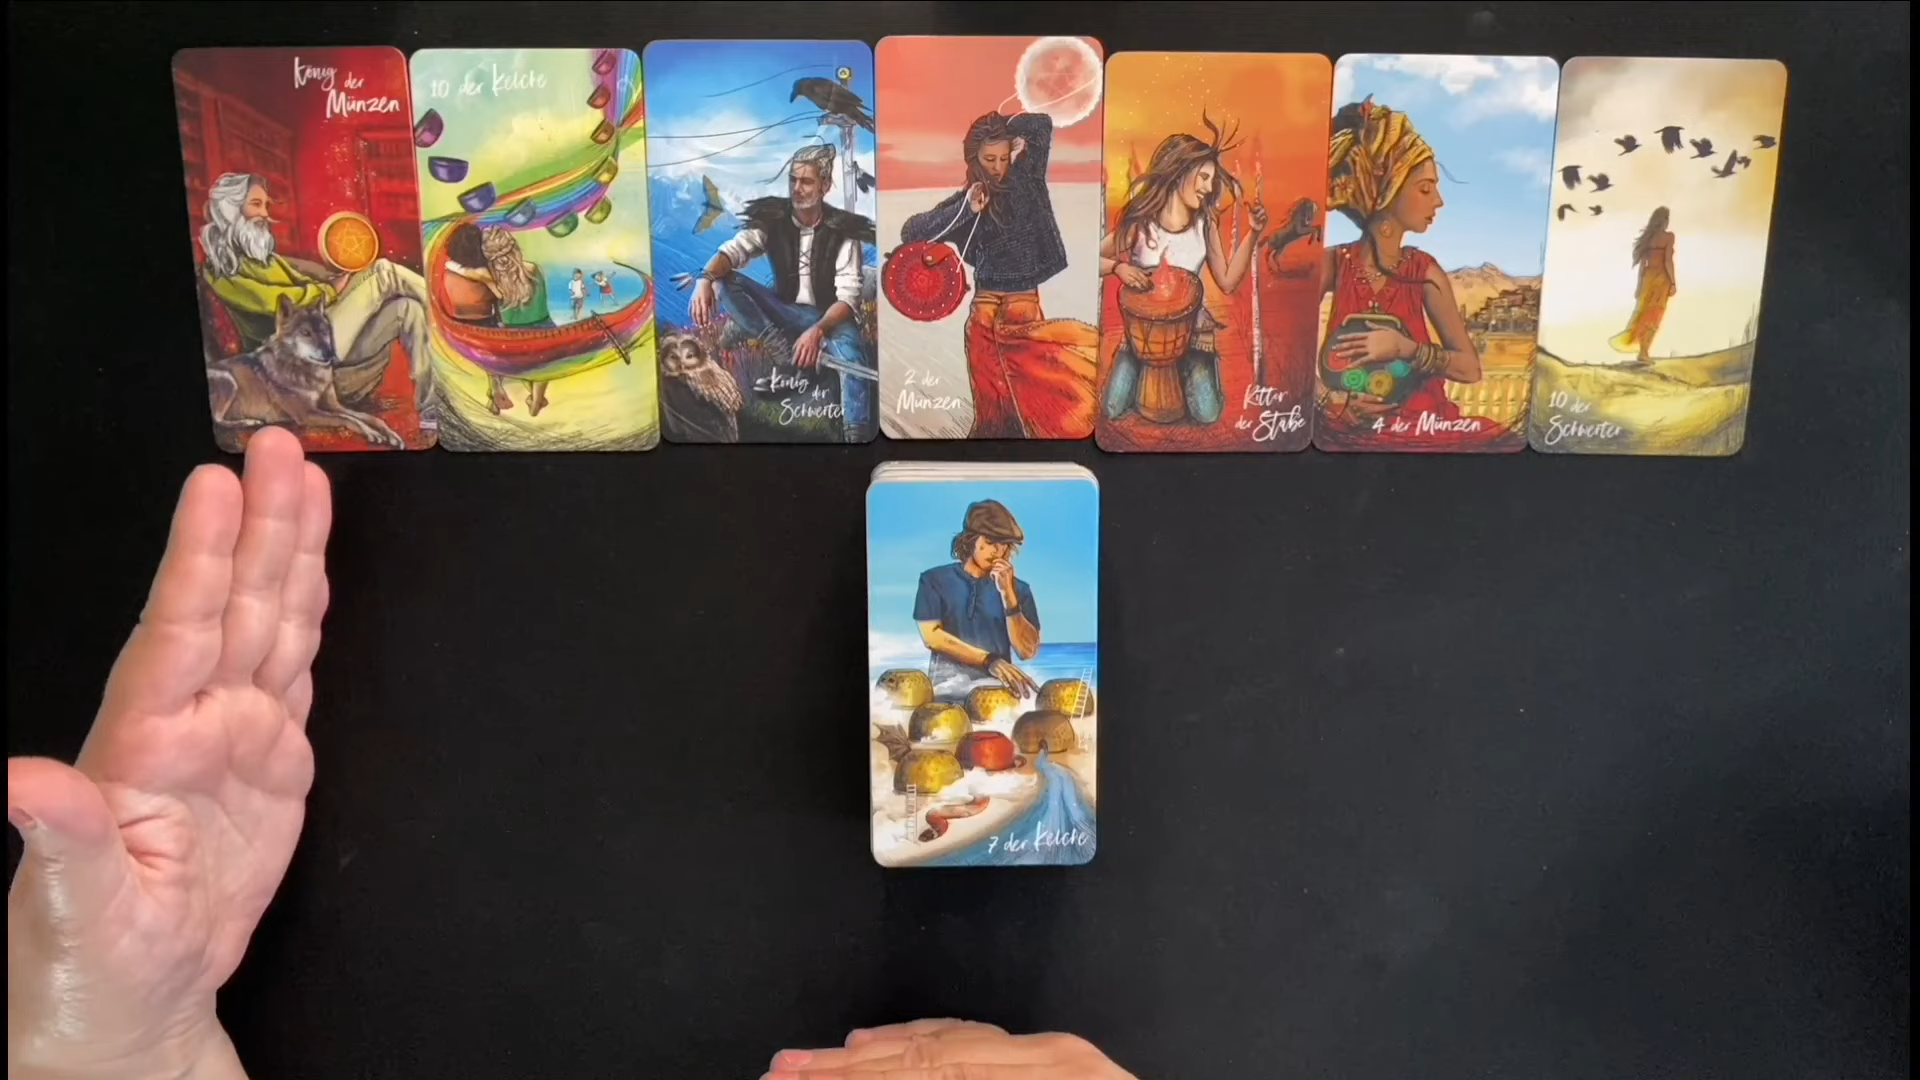 König
der
Münzen
10 der Kelche
König
der
Schwerter
2 der
Münzen
Ritter
der Stäbe
4 der Münzen
10 der
Schwerter
7 der Kelche